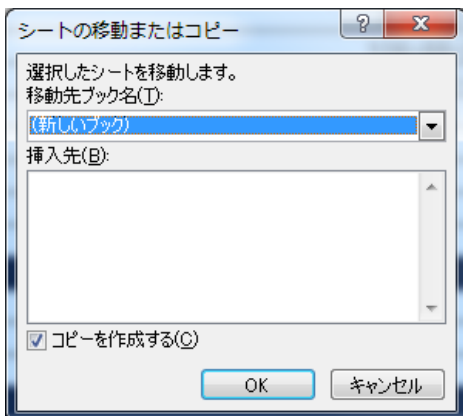 シートの移動またはコピー
選択したシートを移動します。
移動先ブック名(T):
(新しいブック)
挿入先(B):
コピーを作成する(C)
OK
キャンセル